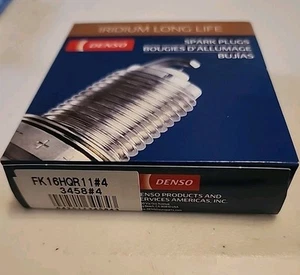 IRIDIUM LONG LIFE
DENSO
SPARK PLUGS
BOUGIES D'ALLUMAGE
BUJÍAS
FK16HQR11#4
3458#4
DENSO
DENSO PRODUCTS AND
SERVICES AMERICAS, INC.